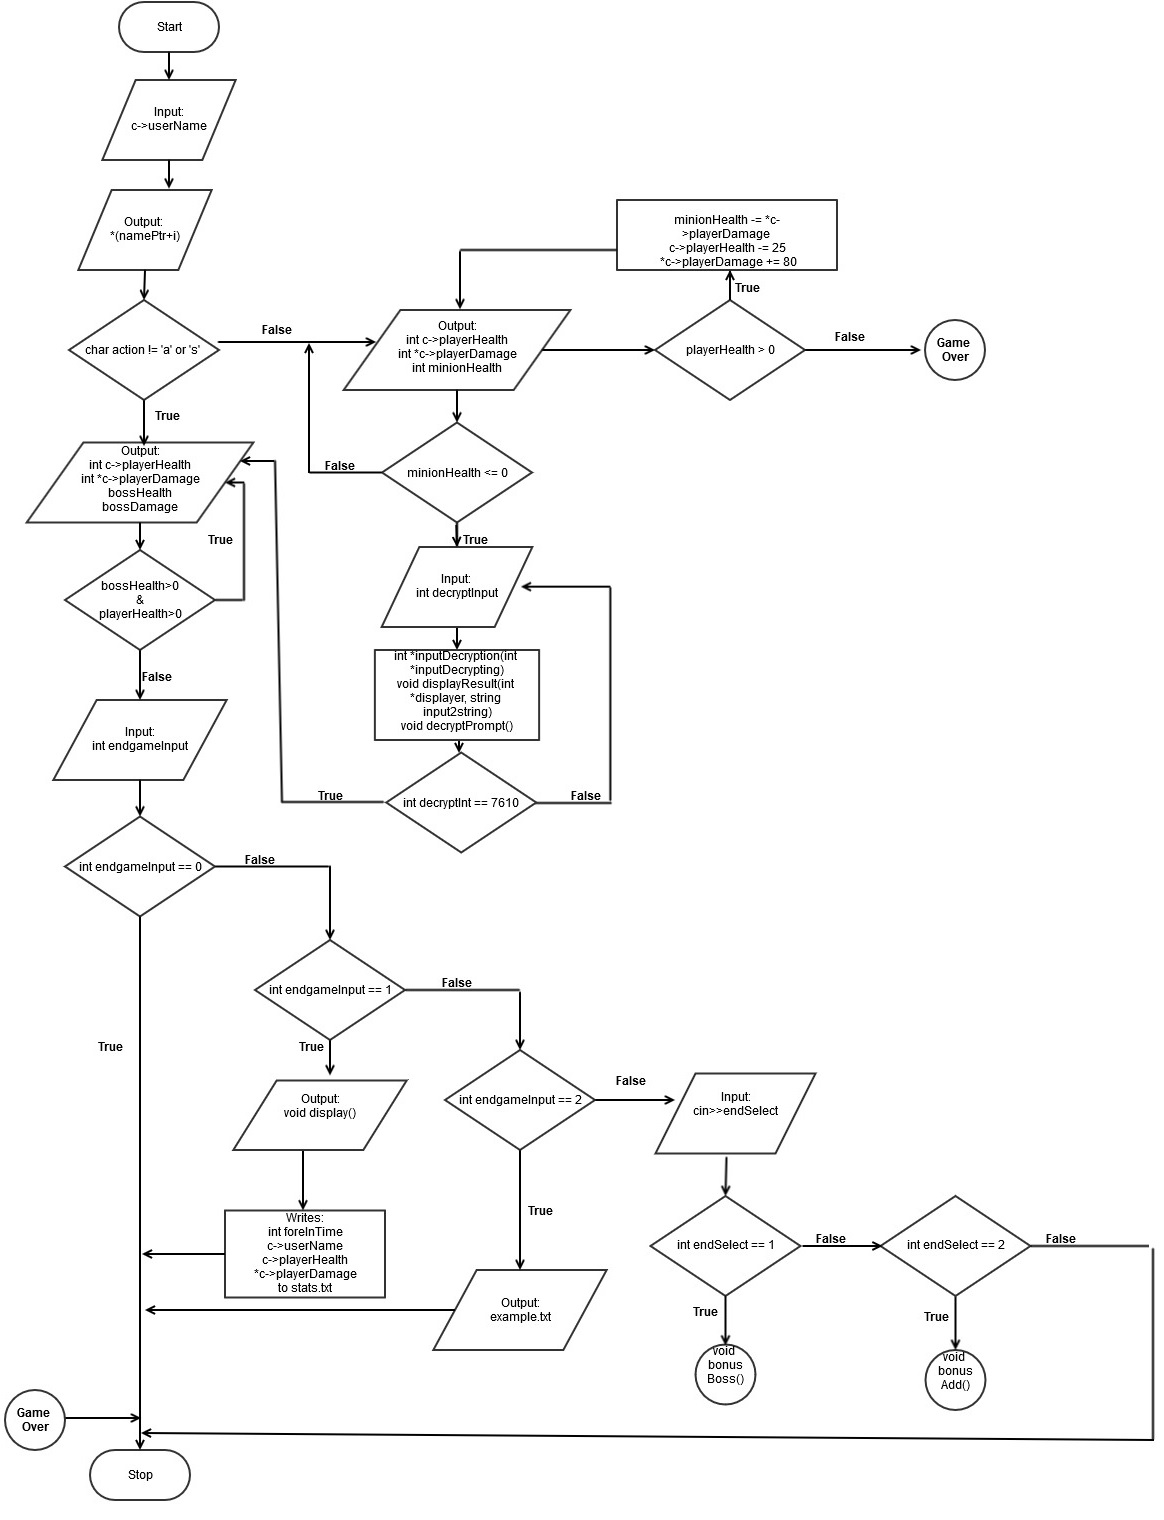 Start
Input:
c->userName
Output:
*(namePtr+i)
char action != 'a' or 's'
False
True
Output:
int c->playerHealth
int *c->playerDamage
int minionHealth
minionHealth -= *c-
>playerDamage
c->playerHealth -= 25
*c->playerDamage += 80
True
playerHealth > 0
False
Game
Over
minionHealth <= 0
False
True
Output:
int c->playerHealth
int *c->playerDamage
bossHealth
bossDamage
True
bossHealth>0
&
playerHealth>0
False
Input:
int decryptInput
int *inputDecryption(int
*inputDecrypting)
void displayResult(int
*displayer, string
input2string)
void decryptPrompt()
int decryptInt == 7610
True
False
Input:
int endgameInput
int endgameInput == 0
False
True
int endgameInput == 1
False
True
Output:
void display()
Writes:
int foreInTime
c->userName
c->playerHealth
*c->playerDamage
to stats.txt
int endgameInput == 2
False
True
Output:
example.txt
Input:
cin>>endSelect
int endSelect == 1
False
True
void
bonus
Boss()
int endSelect == 2
False
True
void
bonus
Add()
Game
Over
Stop